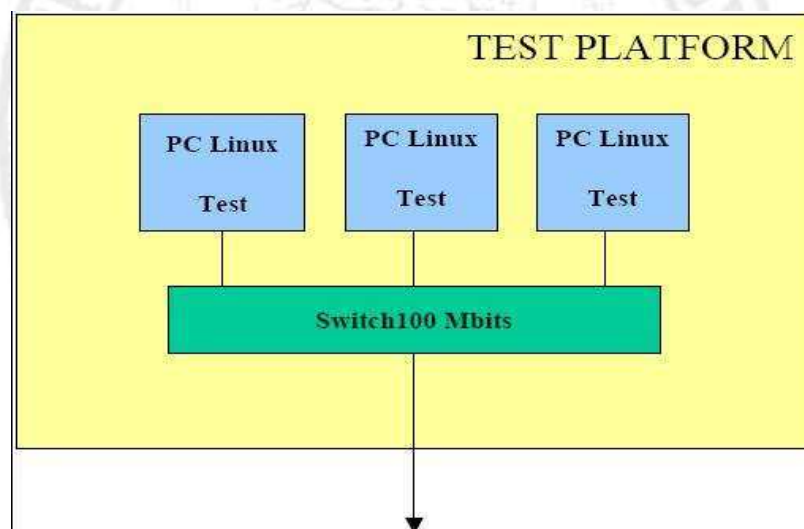 TEST PLATFORM
PC Linux
Test
PC Linux
Test
PC Linux
Test
Switch100 Mbits